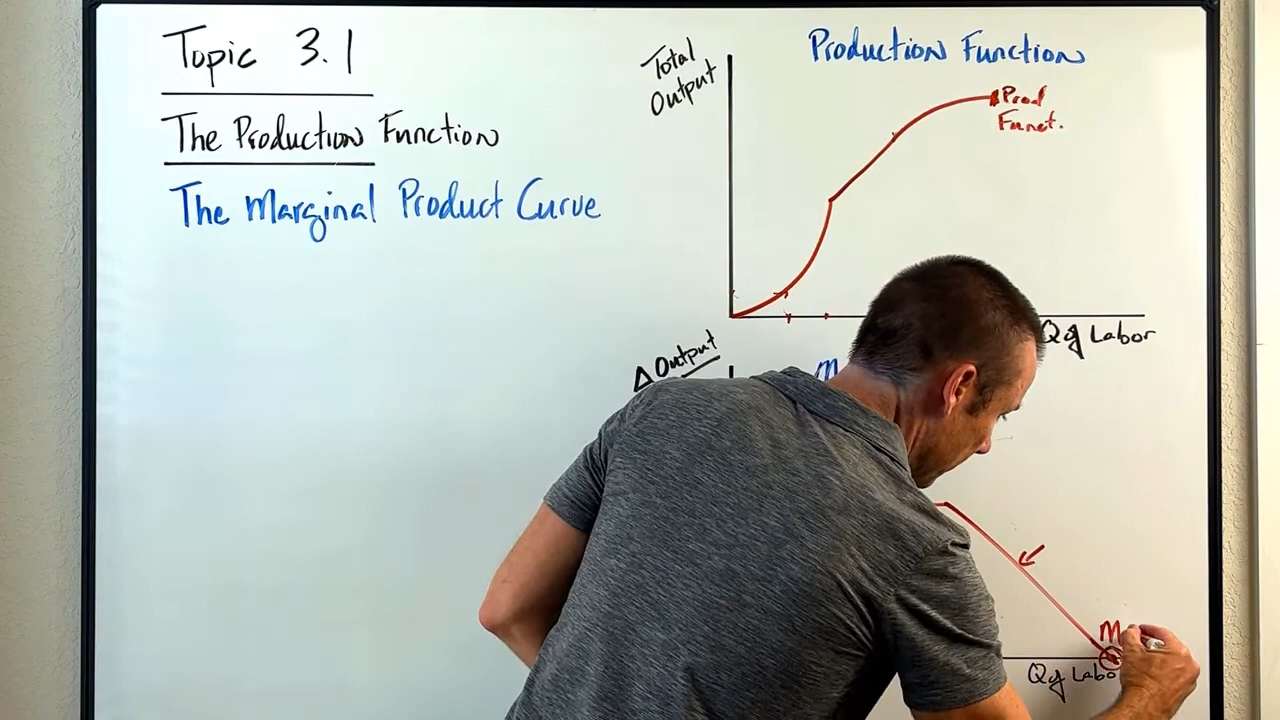 Topic 3.1
The Production Function
The Marginal Product Curve
Production Function
Total
Output
Prod
Funct.
Q of Labor
Δ Output
M
M
Q of Labo